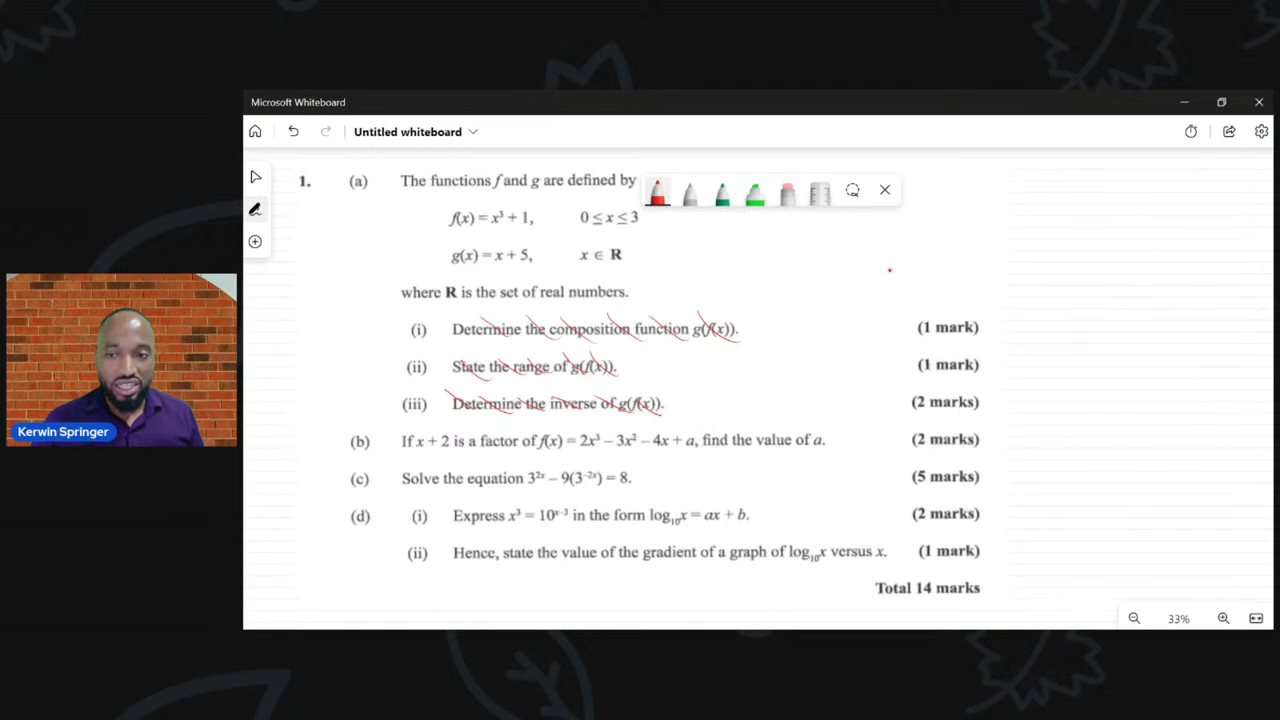 Microsoft Whiteboard
Untitled whiteboard
1. (a) The functions f and g are defined by
f(x) = x³ + 1, 0 ≤ x ≤ 3
g(x) = x + 5, x ∈ R
where R is the set of real numbers.
(i) Determine the composition function g(f(x)). (1 mark)
(ii) State the range of g(f(x)). (1 mark)
(iii) Determine the inverse of g(f(x)). (2 marks)
Kerwin Springer
(b) If x + 2 is a factor of f(x) = 2x³ – 3x² – 4x + a, find the value of a. (2 marks)
(c) Solve the equation 3²ˣ – 9(3⁻²ˣ) = 8. (5 marks)
(d) (i) Express x³ = 10ˣ⁻³ in the form log₁₀x = ax + b. (2 marks)
(ii) Hence, state the value of the gradient of a graph of log₁₀x versus x. (1 mark)
Total 14 marks
33%